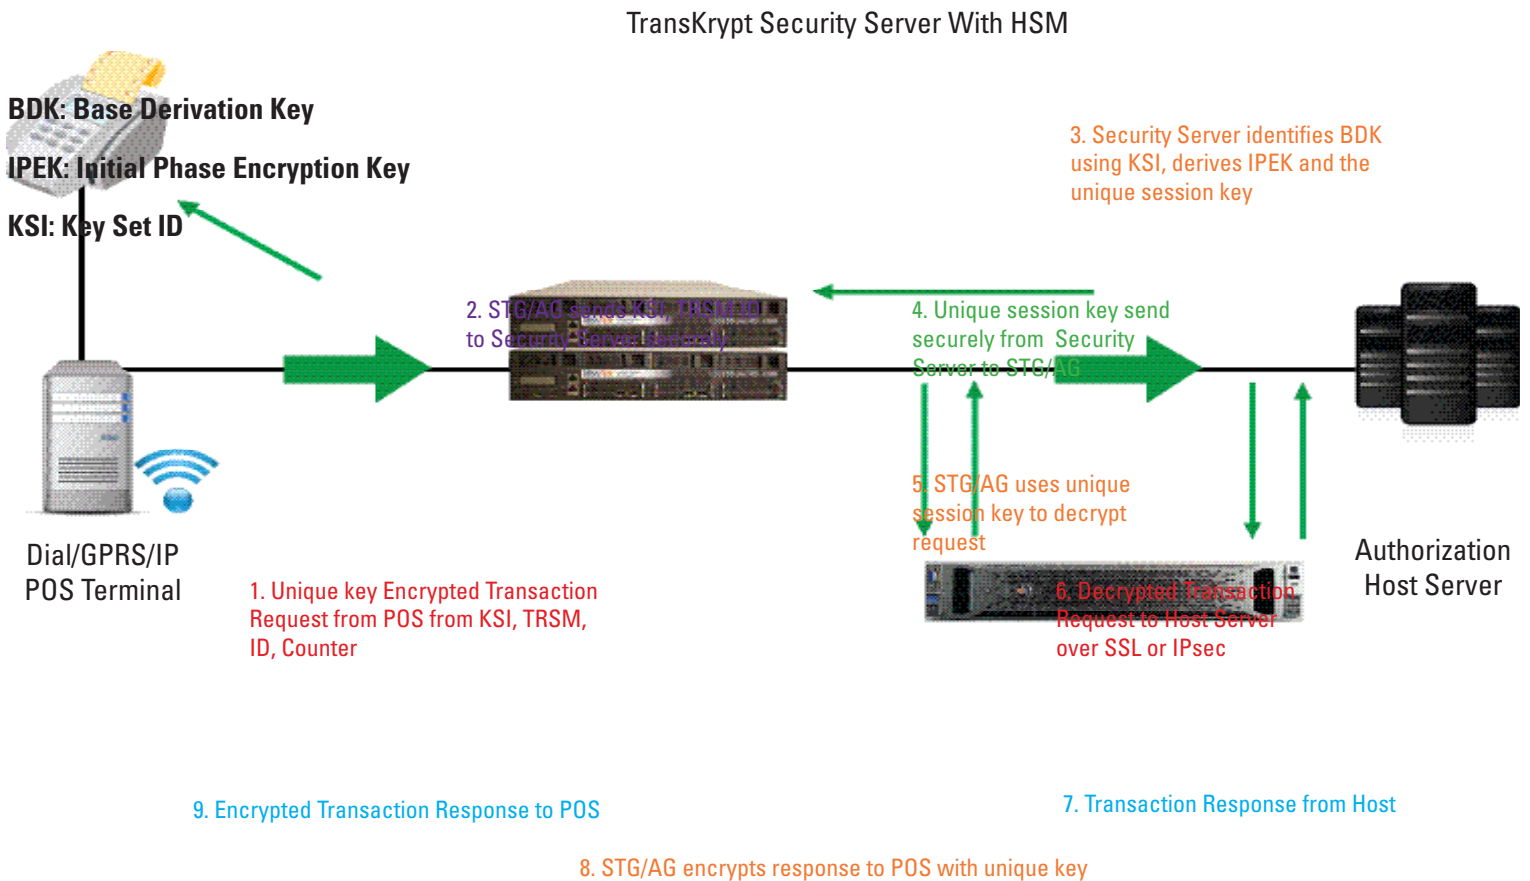 TransKrypt Security Server With HSM
BDK: Base Derivation Key
IPEK: Initial Phase Encryption Key
KSI: Key Set ID
3. Security Server identifies BDK
using KSI, derives IPEK and the
unique session key
2. STG/AG sends KSI, TRSM ID
to Security Server securely
4. Unique session key send
securely from Security
Server to STG/AG
5. STG/AG uses unique
session key to decrypt
request
Dial/GPRS/IP
POS Terminal
Authorization
Host Server
1. Unique key Encrypted Transaction
Request from POS from KSI, TRSM,
ID, Counter
6. Decrypted Transaction
Request to Host Server
over SSL or IPsec
9. Encrypted Transaction Response to POS
7. Transaction Response from Host
8. STG/AG encrypts response to POS with unique key